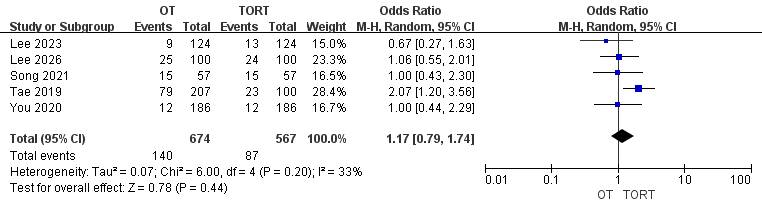 OT TORT Odds Ratio Odds Ratio
Study or Subgroup Events Total Events Total Weight M-H, Random, 95% CI M-H, Random, 95% CI
Lee 2023 9 124 13 124 15.0% 0.67 [0.27, 1.63]
Lee 2026 25 100 24 100 23.3% 1.06 [0.55, 2.01]
Song 2021 15 57 15 57 16.5% 1.00 [0.43, 2.30]
Tae 2019 79 207 23 100 28.4% 2.07 [1.20, 3.56]
You 2020 12 186 12 186 16.9% 1.00 [0.44, 2.29]
Total (95% CI) 674 567 100.0% 1.17 [0.79, 1.74]
Total events 140 87
Heterogeneity: Tau² = 0.07; Chi² = 6.00, df = 4 (P = 0.20); I² = 33%
Test for overall effect: Z = 0.78 (P = 0.44)
0.01 0.1 1 10 100
OT TORT